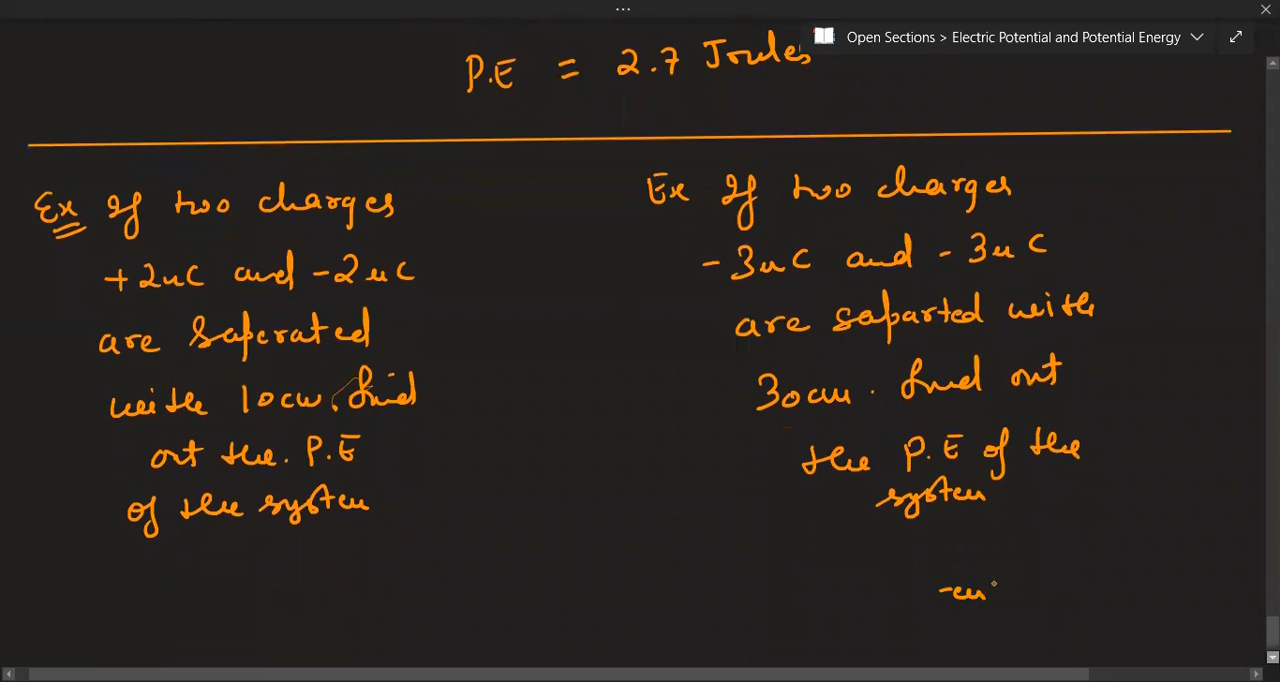 ...
Open Sections > Electric Potential and Potential Energy
P.E = 2.7 Joules
Ex If two charges
+2uC and -2uC
are Saperated
with 10cm. find
out the. P.E
of the system
Ex If two charges
-3uC and -3uC
are saparted with
30cm. find out
the P.E of the
system